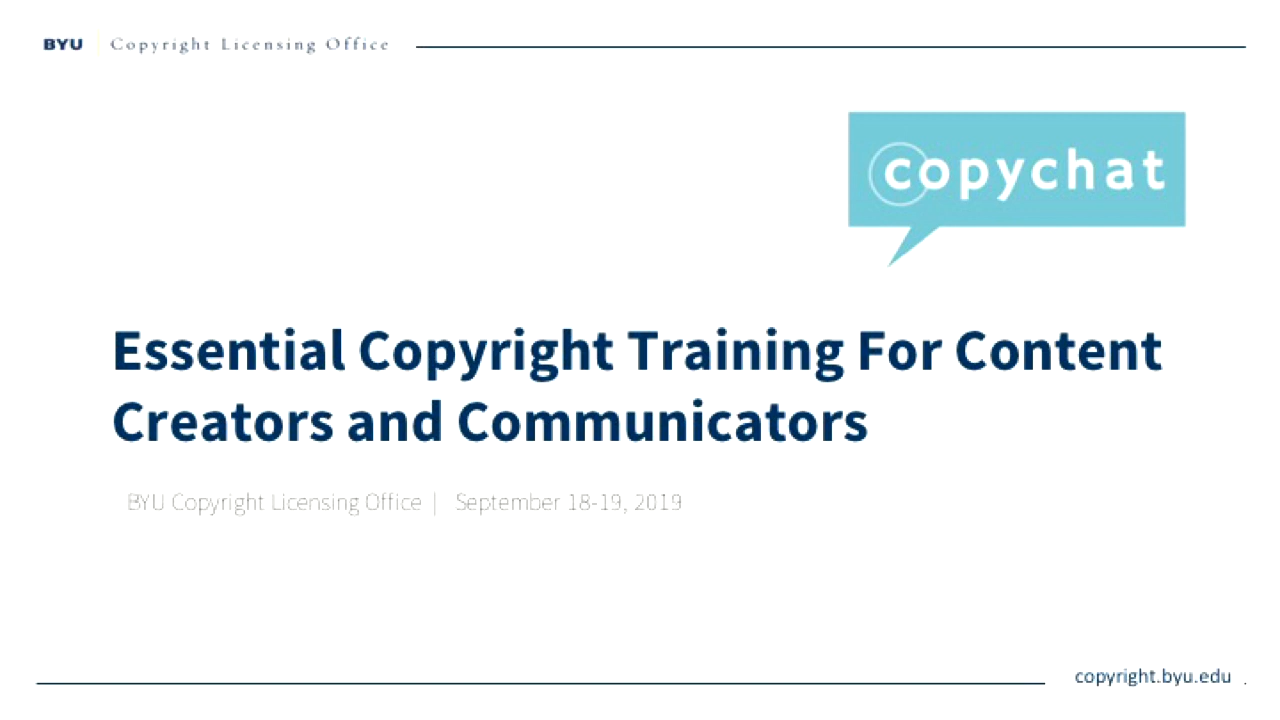 BYU Copyright Licensing Office
copychat
Essential Copyright Training For Content
Creators and Communicators
BYU Copyright Licensing Office | September 18-19, 2019
copyright.byu.edu